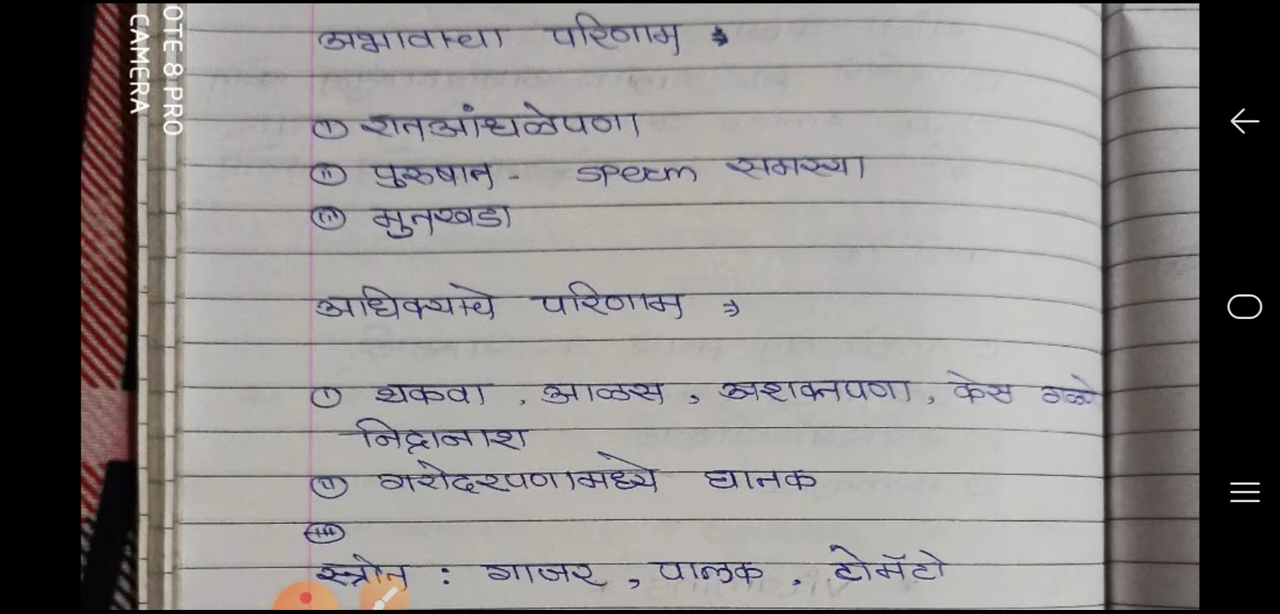 OTE 8 PRO
CAMERA
अभावाचा परिणाम →
(i) रातआंधळेपणा
(ii) पुरुषात - sperm समस्या
(iii) मुतखडा
अधिक्याचे परिणाम ⇒
(i) थकवा , आळस , अशक्तपणा , केस गळणे
निद्रानाश
(ii) गरोदरपणामध्ये घातक
(iii)
स्त्रोत : गाजर , पालक , टोमॅटो